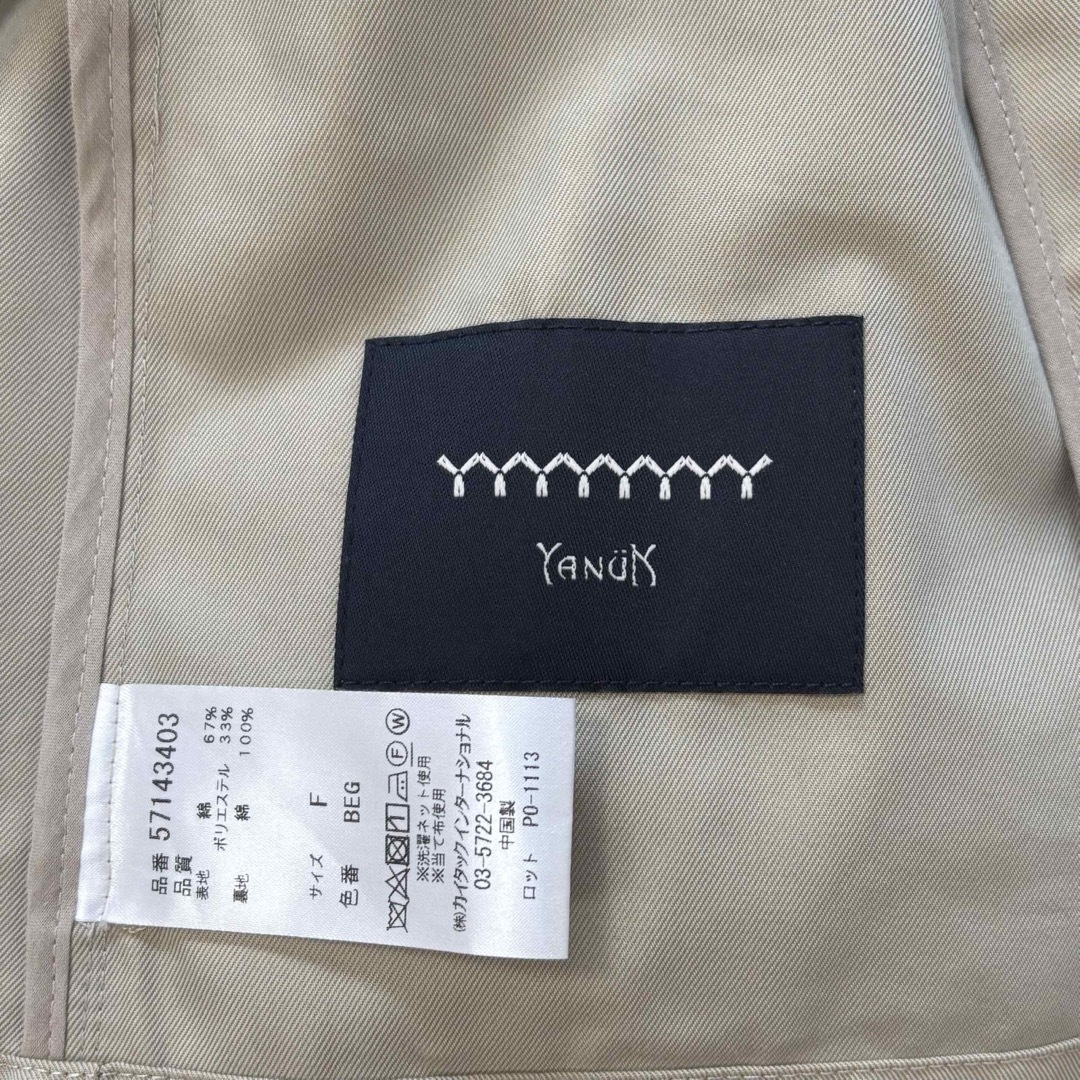 YANÜK
品番 57143403
品質
表地 綿 67%
ポリエステル 33%
裏地 綿 100%
サイズ F
色番 BEG
F W
※洗濯ネット使用
※当て布使用
(株)カイタックインターナショナル
03-5722-3684
中国製
ロット PO-1113